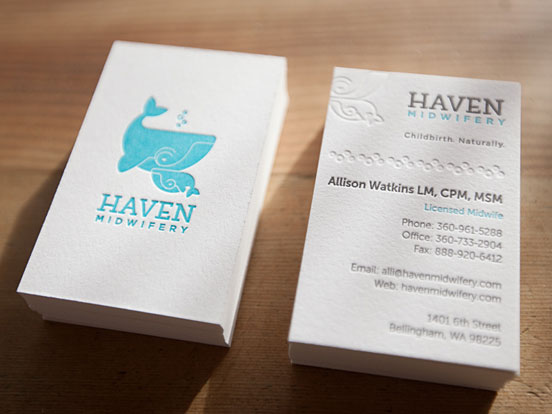 HAVEN
MIDWIFERY
HAVEN
MIDWIFERY
Childbirth. Naturally.
Allison Watkins LM, CPM, MSM
Licensed Midwife
Phone: 360-961-5288
Office: 360-733-2904
Fax: 888-920-6412
Email: alli@havenmidwifery.com
Web: havenmidwifery.com
1401 6th Street
Bellingham, WA 98225